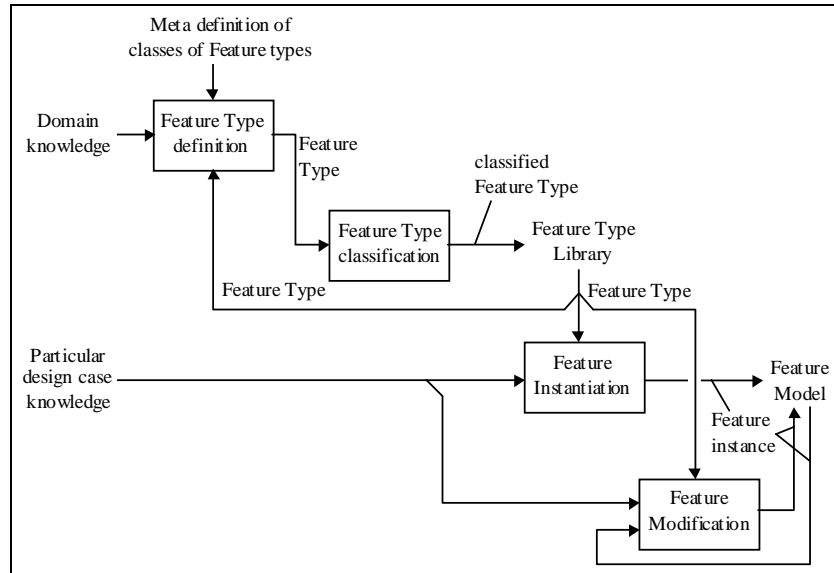 Meta definition of
classes of Feature types
Domain
knowledge
Feature Type
definition
Feature
Type
classified
Feature Type
Feature Type
classification
Feature Type
Library
Feature Type
Feature Type
Particular
design case
knowledge
Feature
Instantiation
Feature
Model
Feature
instance
Feature
Modification